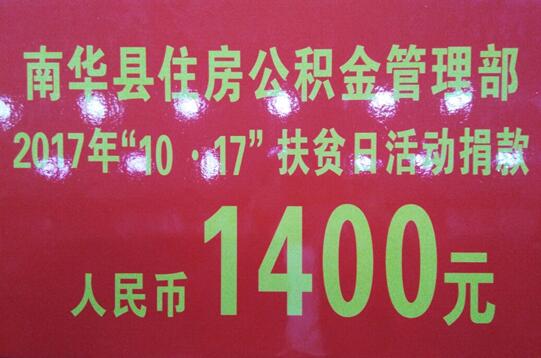 南华县住房公积金管理部
2017年“10·17”扶贫日活动捐款
人民币 1400元